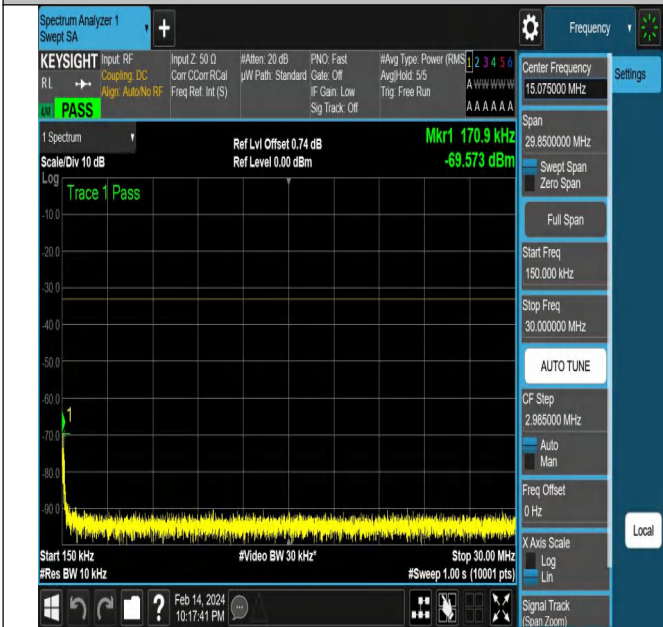 Spectrum Analyzer 1
Swept SA
+
Frequency
KEYSIGHT
RL
PASS
Input: RF
Coupling: DC
Align: Auto/No RF
Input Z: 50 Ω
Corr CCorr RCal
Freq Ref: Int (S)
#Atten: 20 dB
µW Path: Standard
PNO: Fast
Gate: Off
IF Gain: Low
Sig Track: Off
#Avg Type: Power (RMS
Avg|Hold: 5/5
Trig: Free Run
1 2 3 4 5 6
A W W W W W
A A A A A A
1 Spectrum
Scale/Div 10 dB
Log
Ref Lvl Offset 0.74 dB
Ref Level 0.00 dBm
Mkr1 170.9 kHz
-69.573 dBm
Trace 1 Pass
-10.0
-20.0
-30.0
-40.0
-50.0
-60.0
1
-70.0
-80.0
-90.0
Start 150 kHz
#Res BW 10 kHz
#Video BW 30 kHz*
Stop 30.00 MHz
#Sweep 1.00 s (10001 pts)
Center Frequency
15.075000 MHz
Settings
Span
29.8500000 MHz
Swept Span
Zero Span
Full Span
Start Freq
150.000 kHz
Stop Freq
30.000000 MHz
AUTO TUNE
CF Step
2.985000 MHz
Auto
Man
Freq Offset
0 Hz
X Axis Scale
Log
Lin
Local
Signal Track
(Span Zoom)
?
Feb 14, 2024
10:17:41 PM